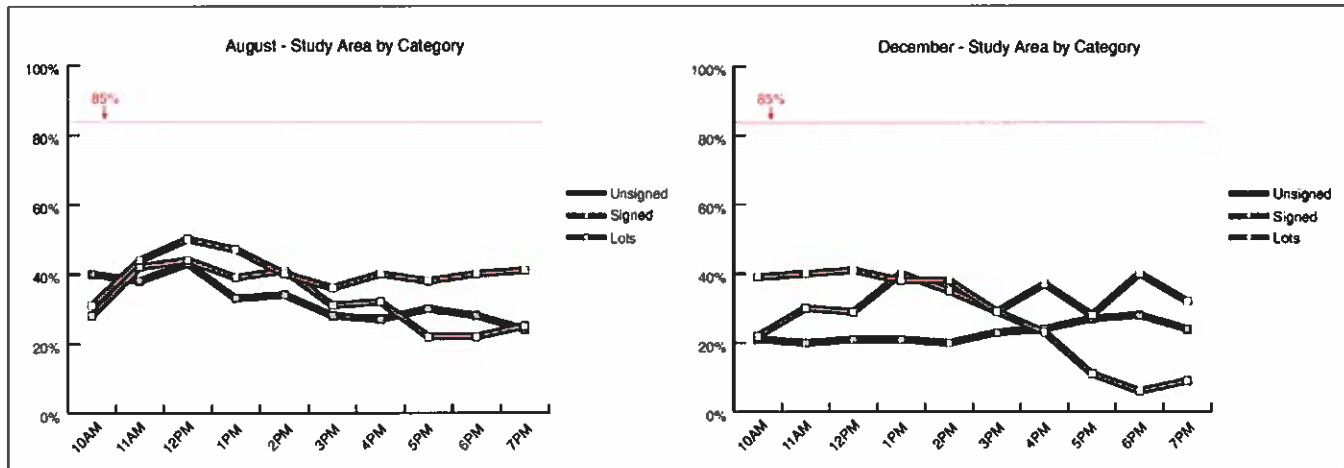 August - Study Area by Category
100%
85%
80%
60%
40%
20%
0%
10AM
11AM
12PM
1PM
2PM
3PM
4PM
5PM
6PM
7PM
Unsigned
Signed
Lots
December - Study Area by Category
100%
85%
80%
60%
40%
20%
0%
10AM
11AM
12PM
1PM
2PM
3PM
4PM
5PM
6PM
7PM
Unsigned
Signed
Lots